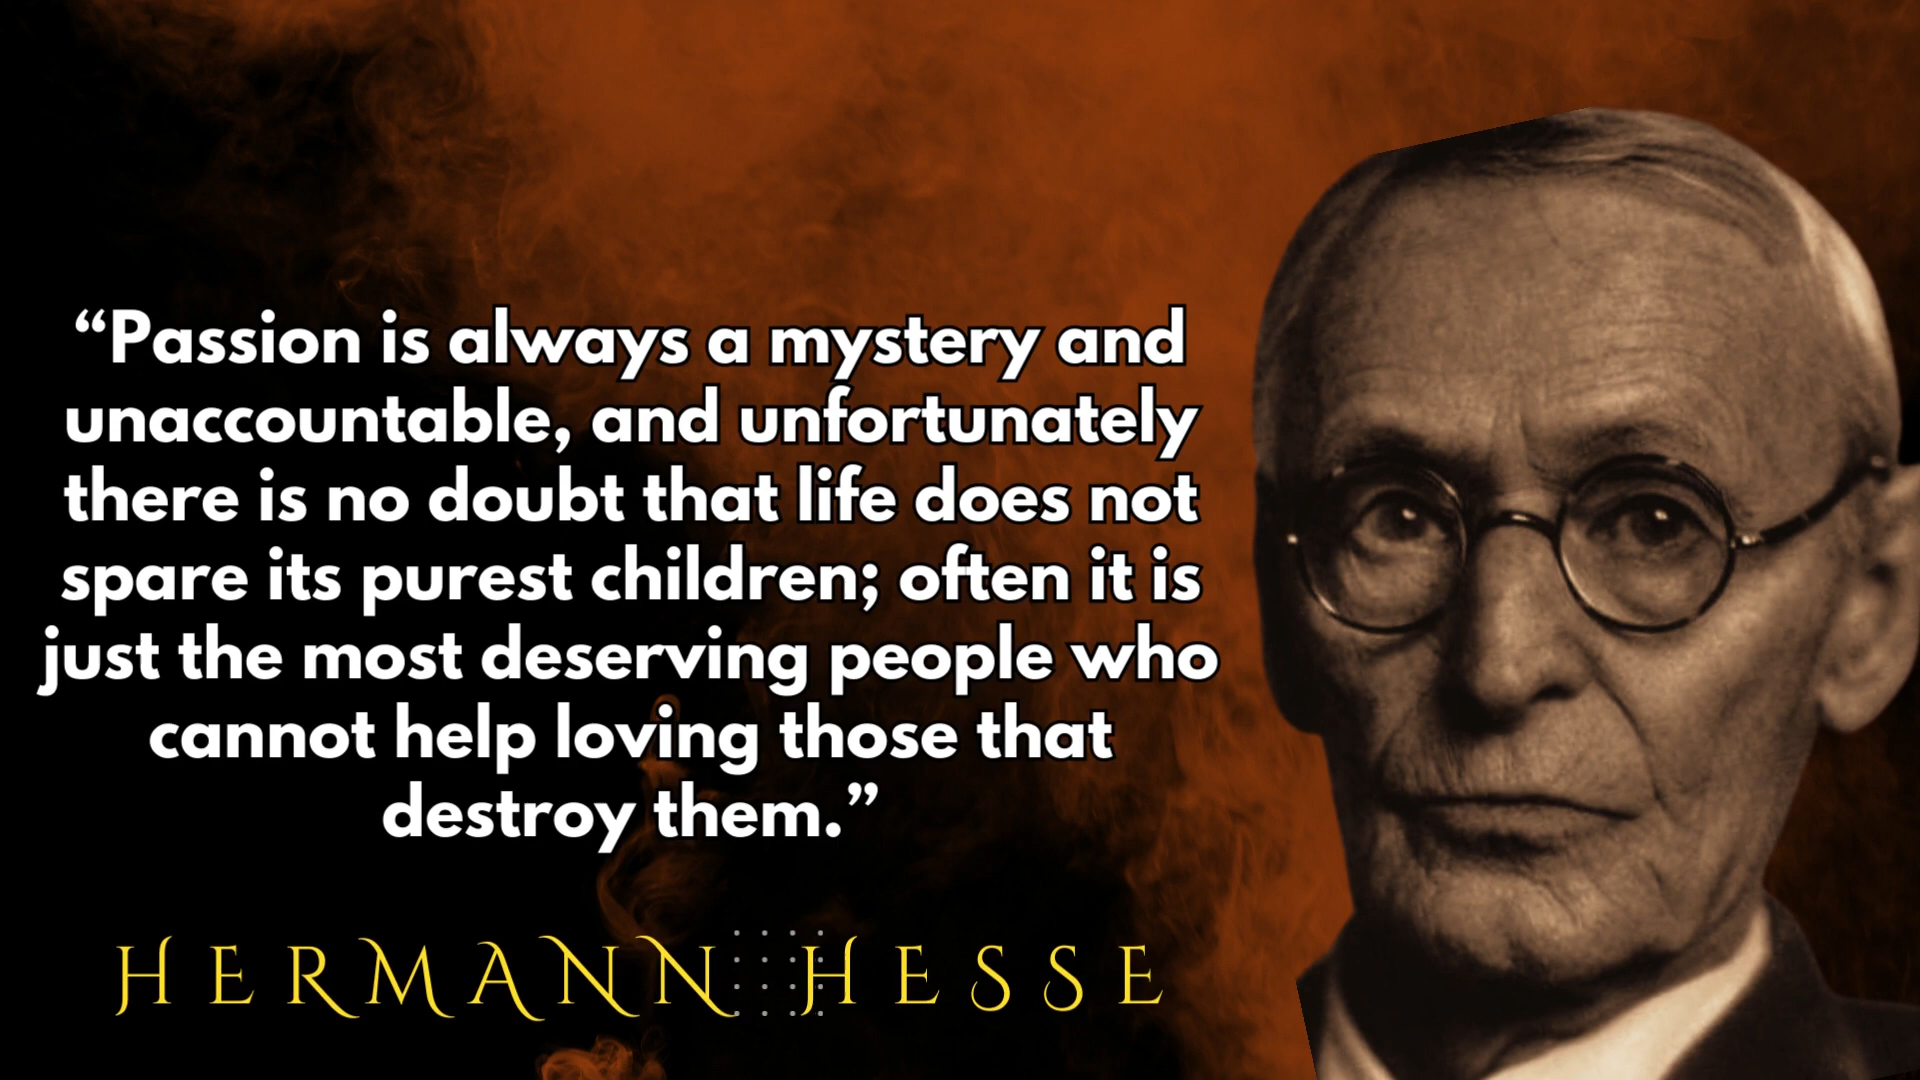 “Passion is always a mystery and
unaccountable, and unfortunately
there is no doubt that life does not
spare its purest children; often it is
just the most deserving people who
cannot help loving those that
destroy them.”
HERMANN HESSE